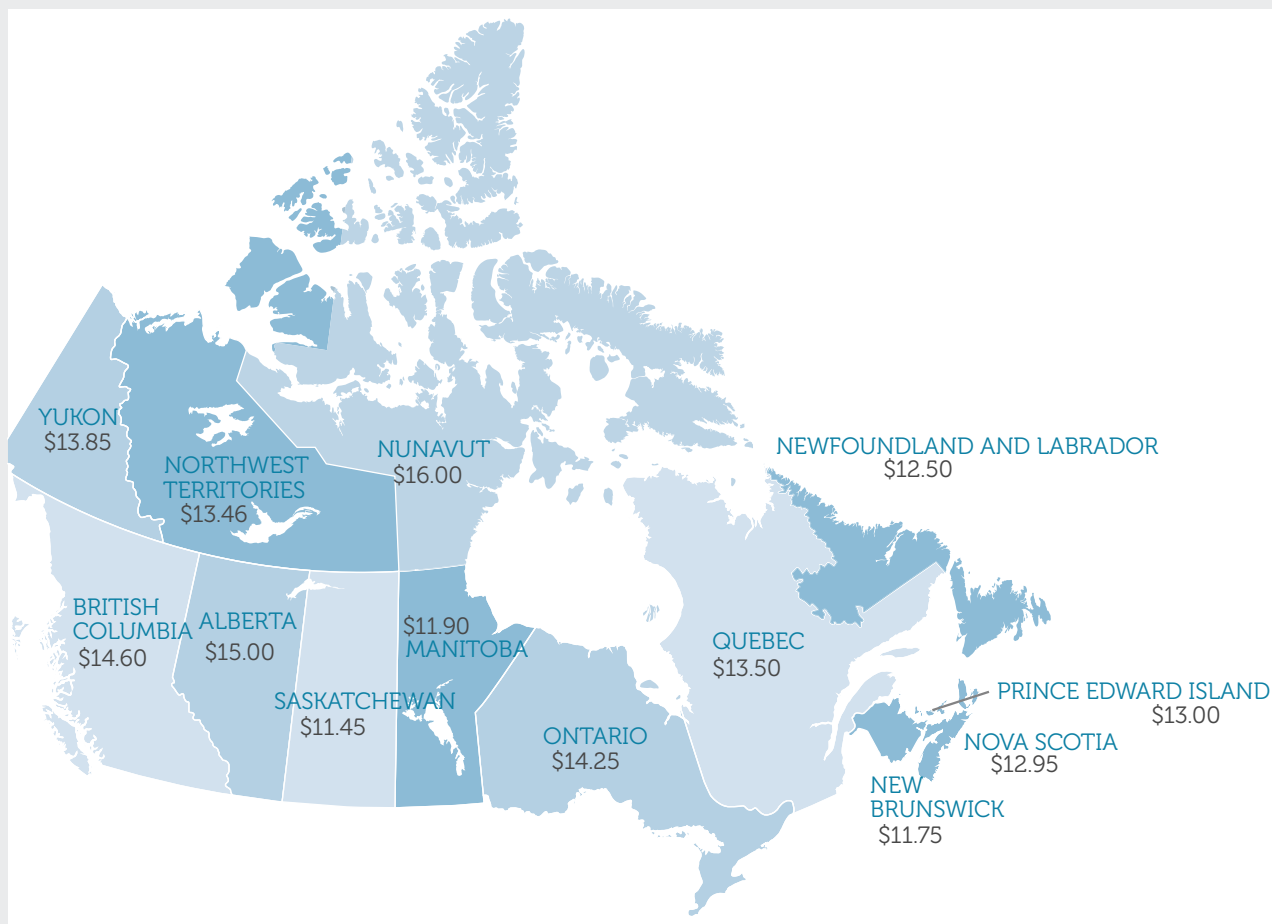 YUKON
$13.85
NORTHWEST
TERRITORIES
$13.46
NUNAVUT
$16.00
NEWFOUNDLAND AND LABRADOR
$12.50
BRITISH
COLUMBIA
$14.60
ALBERTA
$15.00
SASKATCHEWAN
$11.45
$11.90
MANITOBA
ONTARIO
$14.25
QUEBEC
$13.50
PRINCE EDWARD ISLAND
$13.00
NOVA SCOTIA
$12.95
NEW
BRUNSWICK
$11.75